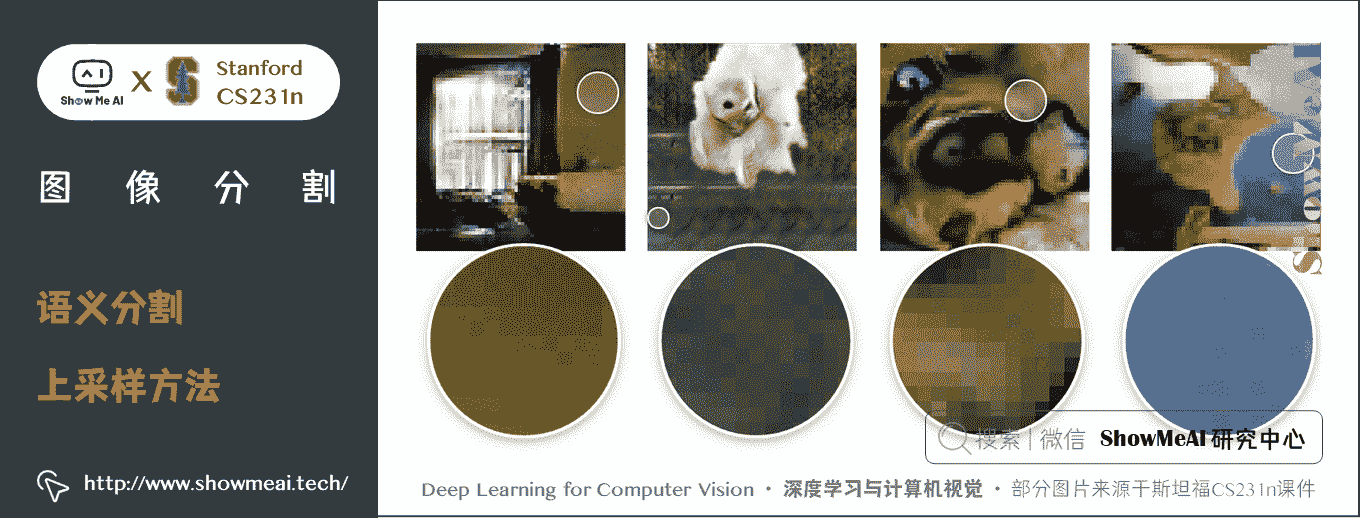 Show Me AI
X
Stanford
CS231n
图像分割
语义分割
上采样方法
http://www.showmeai.tech/
ShowMeAI
搜索 | 微信 ShowMeAI 研究中心
Deep Learning for Computer Vision · 深度学习与计算机视觉 · 部分图片来源于斯坦福CS231n课件